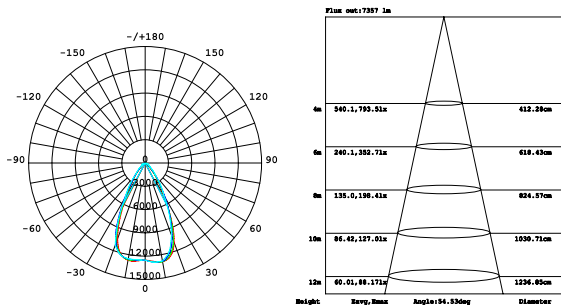 Flux out:7357 lm
-/+180
-150 150
-120 120
-90 90
-60 60
-30 30
0
0
3000
6000
9000
12000
15000
4m 540.1,793.51x 412.28cm
6m 240.1,352.71x 618.43cm
8m 135.0,198.41x 824.57cm
10m 86.42,127.01x 1030.71cm
12m 60.01,88.171x 1236.85cm
Height Eavg,Emax Angle:54.53deg Diameter